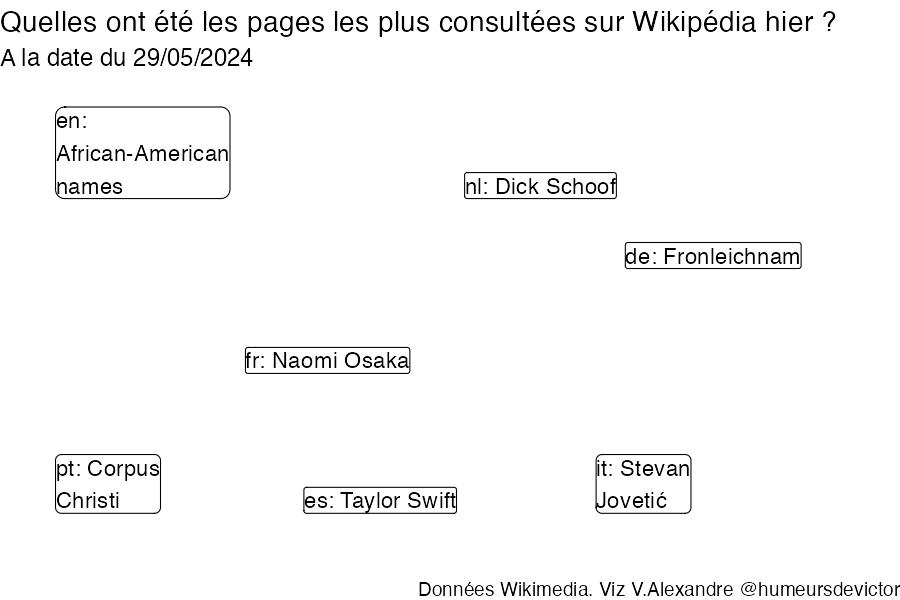 Quelles ont été les pages les plus consultées sur Wikipédia hier ?
A la date du 29/05/2024
en:
African-American
names
nl: Dick Schoof
de: Fronleichnam
fr: Naomi Osaka
pt: Corpus
Christi
es: Taylor Swift
it: Stevan
Jovetić
Données Wikimedia. Viz V.Alexandre @humeursdevictor